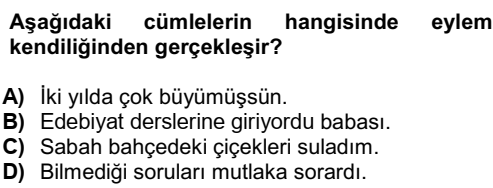 Aşağıdaki cümlelerin hangisinde eylem
kendiliğinden gerçekleşir?
A) İki yılda çok büyümüşsün.
B) Edebiyat derslerine giriyordu babası.
C) Sabah bahçedeki çiçekleri suladım.
D) Bilmediği soruları mutlaka sorardı.